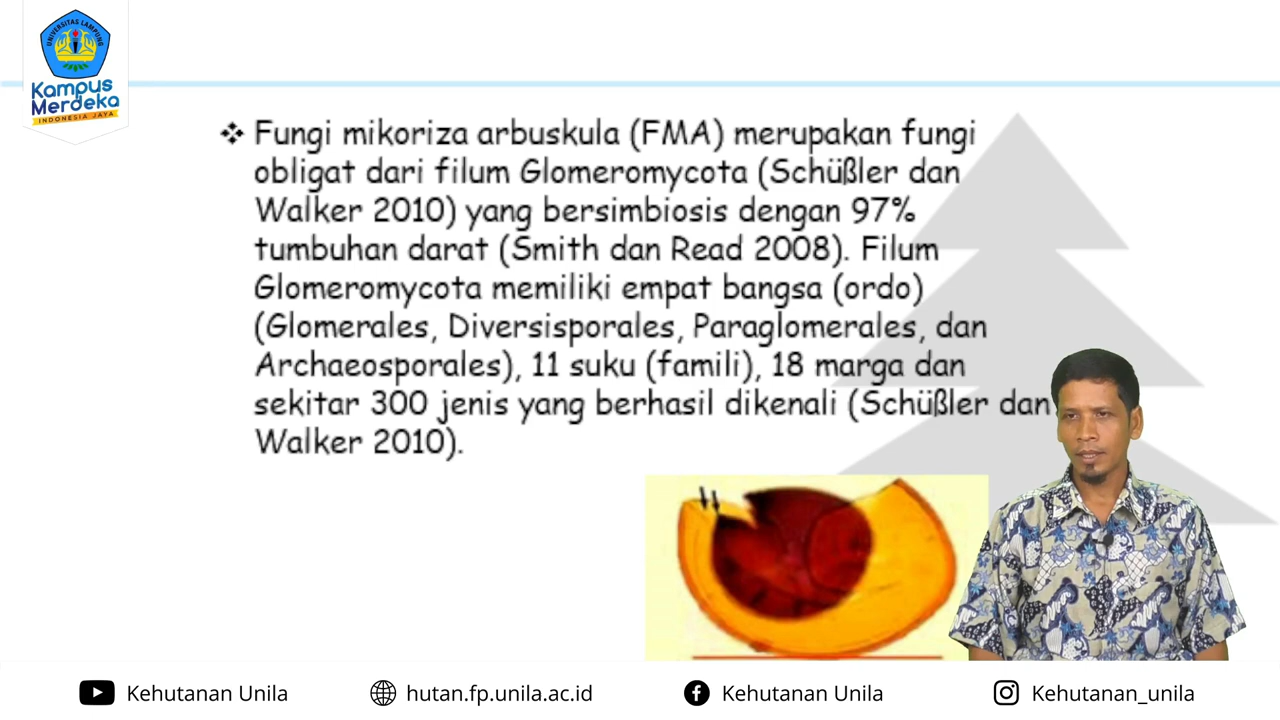 UNIVERSITAS LAMPUNG
Kampus
Merdeka
INDONESIA JAYA
Fungi mikoriza arbuskula (FMA) merupakan fungi
obligat dari filum Glomeromycota (Schüßler dan
Walker 2010) yang bersimbiosis dengan 97%
tumbuhan darat (Smith dan Read 2008). Filum
Glomeromycota memiliki empat bangsa (ordo)
(Glomerales, Diversisporales, Paraglomerales, dan
Archaeosporales), 11 suku (famili), 18 marga dan
sekitar 300 jenis yang berhasil dikenali (Schüßler dan
Walker 2010).
Kehutanan Unila
hutan.fp.unila.ac.id
Kehutanan Unila
Kehutanan_unila